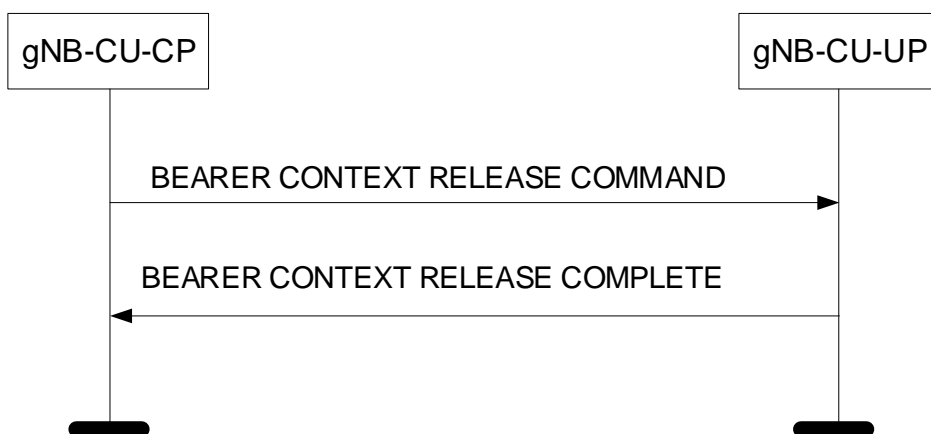 gNB-CU-CP
gNB-CU-UP
BEARER CONTEXT RELEASE COMMAND
BEARER CONTEXT RELEASE COMPLETE